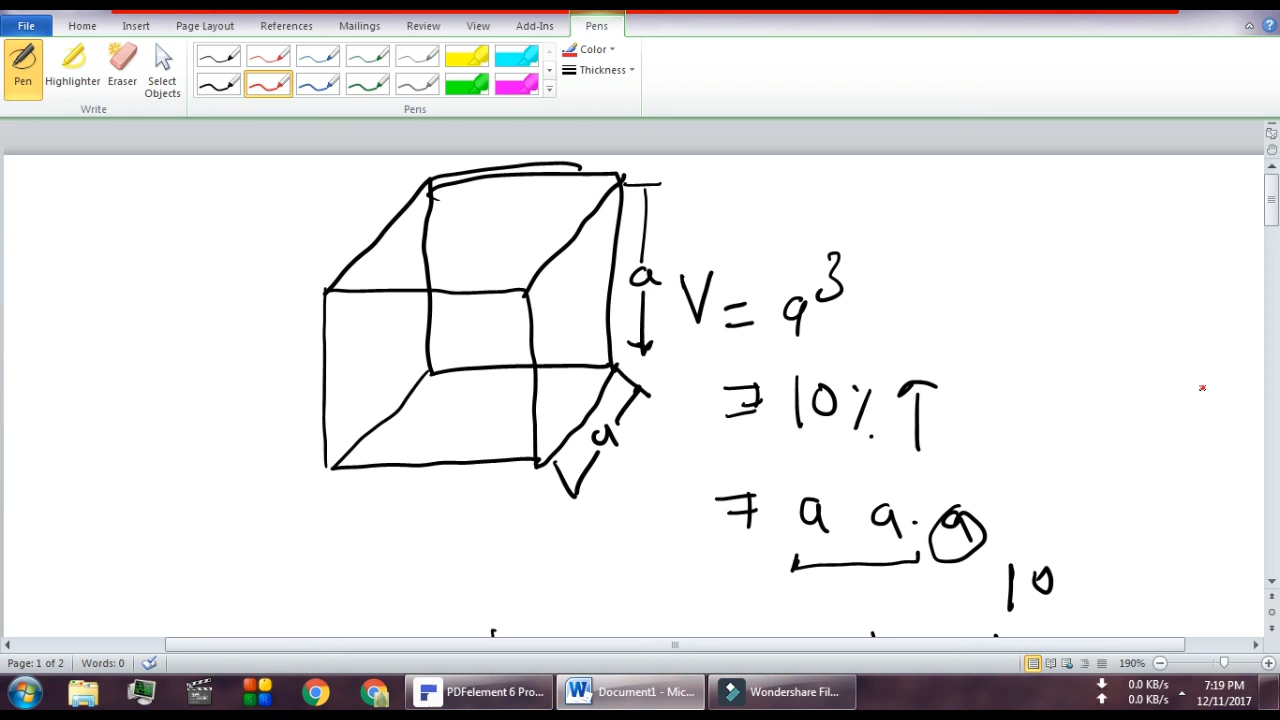 File Home Insert Page Layout References Mailings Review View Add-Ins Pens
Pen Highlighter Eraser Select Objects
Color
Thickness
Write Pens
a
V = a³
⇒ 10% ↑
a
⇒ a a . a
10
Page: 1 of 2 Words: 0 190%
PDFelement 6 Pro... Document1 - Mic... Wondershare Fil...
0.0 KB/s
0.0 KB/s
7:19 PM
12/11/2017